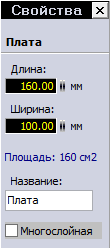 Свойства
Плата
Длина:
160.00 мм
Ширина:
100.00 мм
Площадь: 160 см2
Название:
Плата
Многослойная